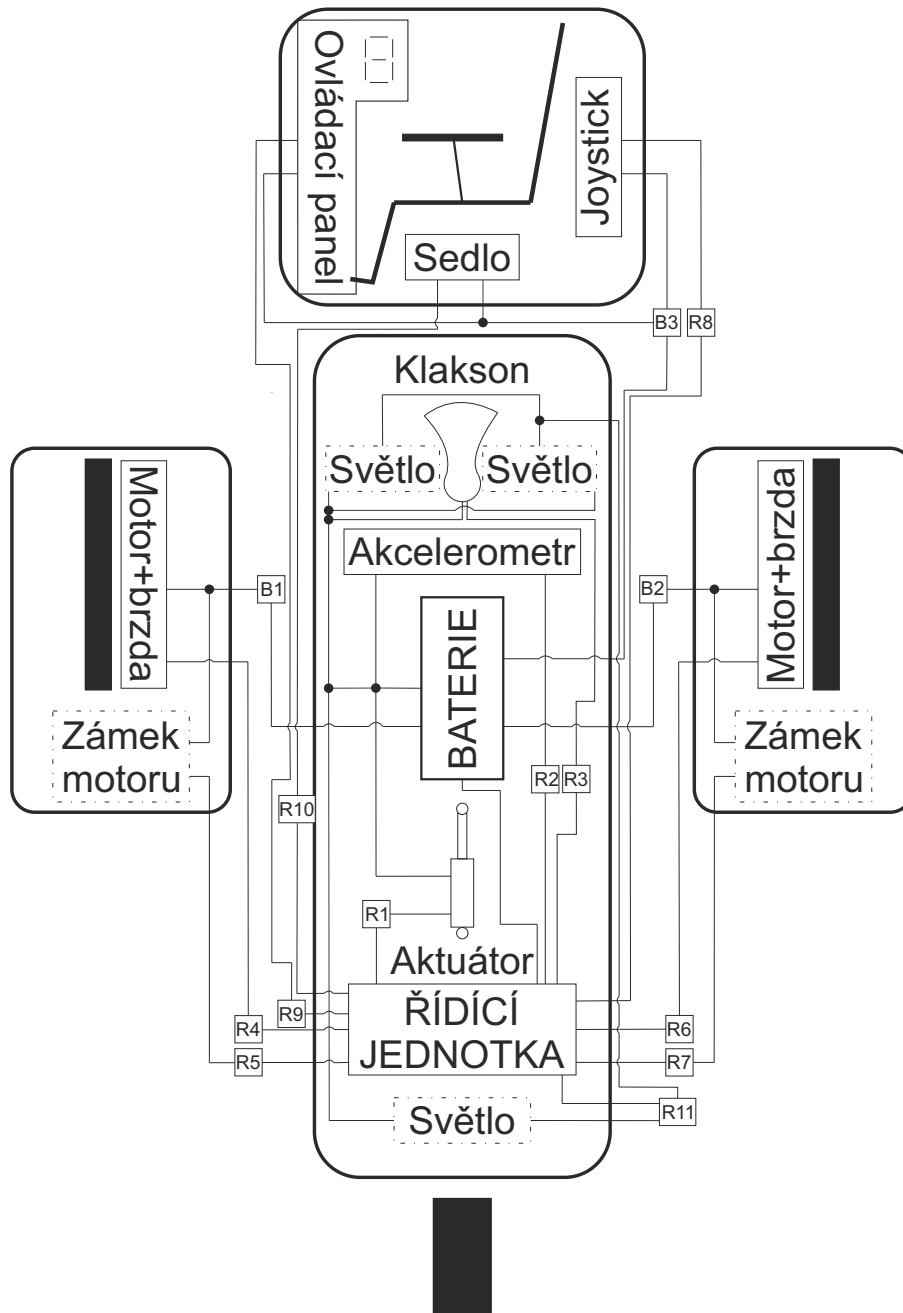 Ovládací panel
Joystick
Sedlo
B3
R8
Klakson
Světlo
Světlo
Motor+brzda
Akcelerometr
Motor+brzda
B1
B2
BATERIE
Zámek
motoru
Zámek
motoru
R2
R3
R10
R1
Aktuátor
ŘÍDÍCÍ
JEDNOTKA
R9
R4
R6
R5
R7
Světlo
R11